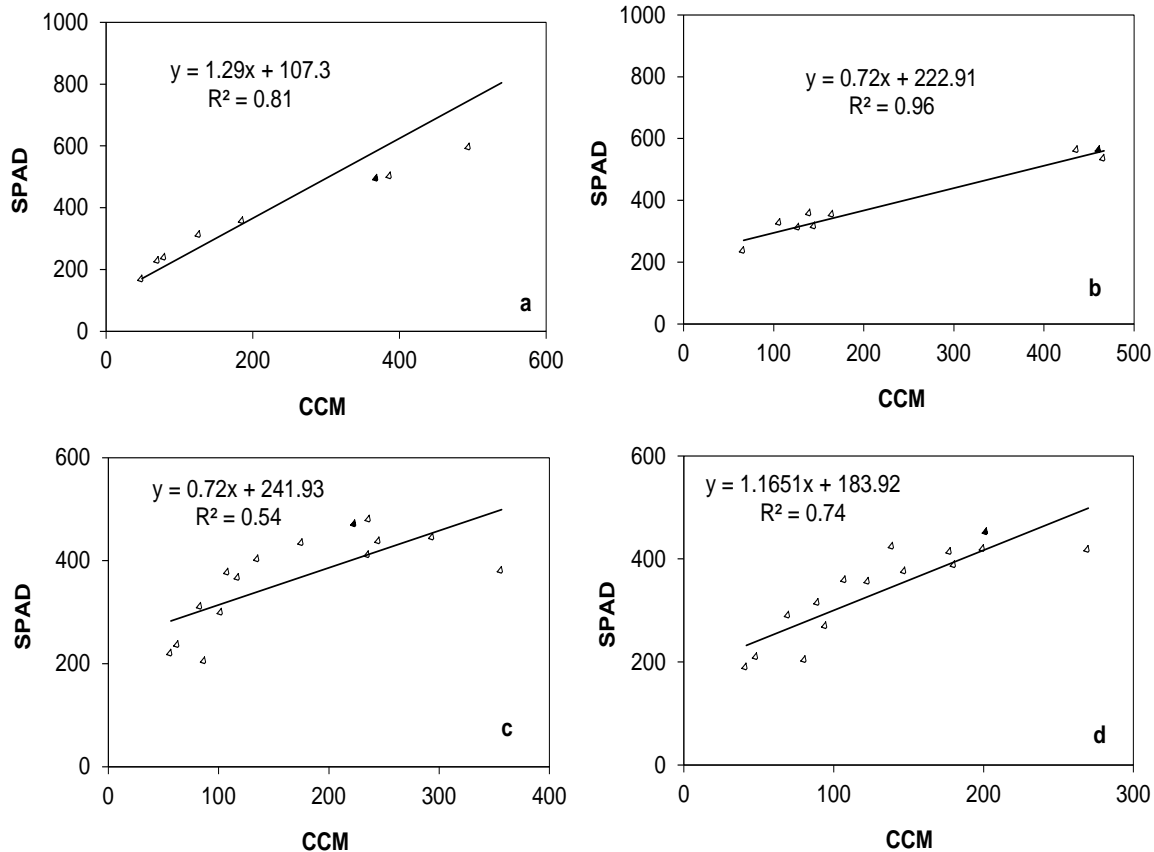 1000
800
600
400
200
0
SPAD
y = 1.29x + 107.3
R² = 0.81
a
0 200 400 600
CCM
1000
800
600
400
200
0
SPAD
y = 0.72x + 222.91
R² = 0.96
b
0 100 200 300 400 500
CCM
600
400
200
0
SPAD
y = 0.72x + 241.93
R² = 0.54
c
0 100 200 300 400
CCM
600
400
200
0
SPAD
y = 1.1651x + 183.92
R² = 0.74
d
0 100 200 300
CCM